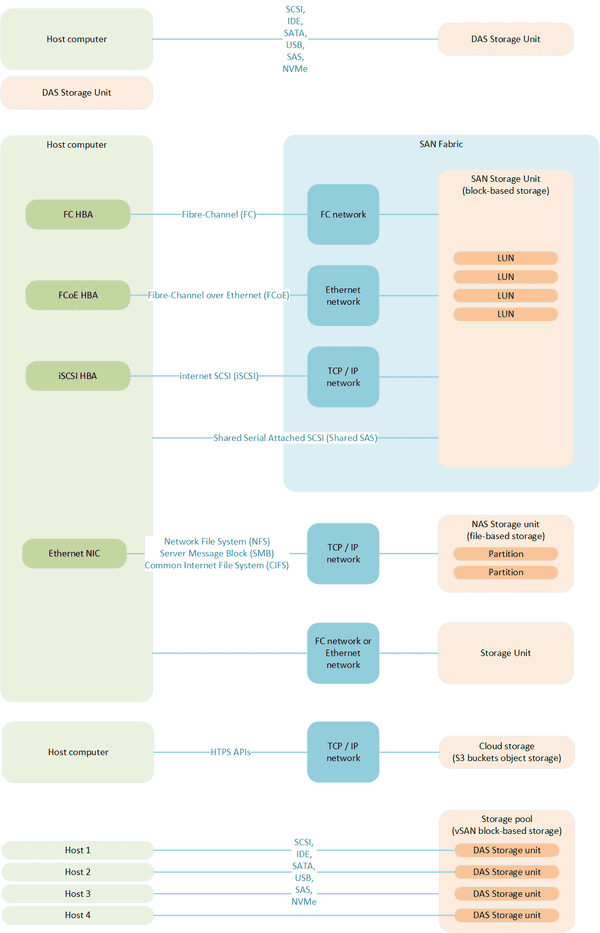 Host computer
SCSI,
IDE,
SATA,
USB,
SAS,
NVMe
DAS Storage Unit
DAS Storage Unit
Host computer
SAN Fabric
SAN Storage Unit
(block-based storage)
FC HBA
Fibre-Channel (FC)
FC network
LUN
LUN
LUN
LUN
FCoE HBA
Fibre-Channel over Ethernet (FCoE)
Ethernet
network
iSCSI HBA
Internet SCSI (iSCSI)
TCP / IP
network
Shared Serial Attached SCSI (Shared SAS)
Ethernet NIC
Network File System (NFS)
Server Message Block (SMB)
Common Internet File System (CIFS)
TCP / IP
network
NAS Storage unit
(file-based storage)
Partition
Partition
FC network or
Ethernet
network
Storage Unit
Host computer
HTPS APIs
TCP / IP
network
Cloud storage
(S3 buckets object storage)
Storage pool
(vSAN block-based storage)
Host 1
Host 2
Host 3
Host 4
SCSI,
IDE,
SATA,
USB,
SAS,
NVMe
DAS Storage unit
DAS Storage unit
DAS Storage unit
DAS Storage unit